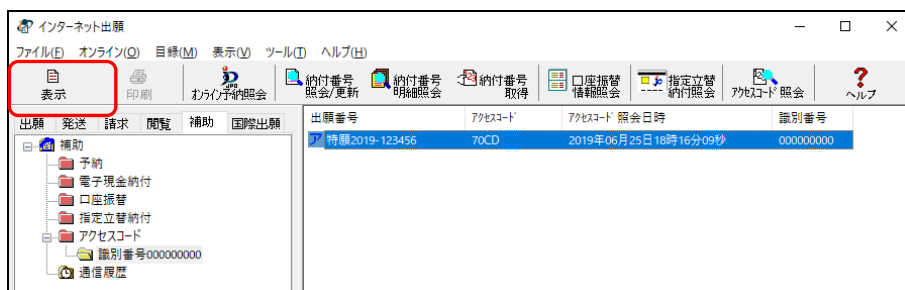 インターネット出願
ファイル(F) オンライン(O) 目録(M) 表示(V) ツール(T) ヘルプ(H)
表示 印刷 オンライン予納照会 納付番号照会/更新 納付番号明細照会 納付番号取得 口座振替情報照会 指定立替納付照会 アクセスコード照会 ヘルプ
出願 発送 請求 閲覧 補助 国際出願
出願番号 アクセスコード アクセスコード照会日時 識別番号
特願2019-123456 70CD 2019年06月25日18時16分09秒 000000000
補助
予納
電子現金納付
口座振替
指定立替納付
アクセスコード
識別番号000000000
通信履歴